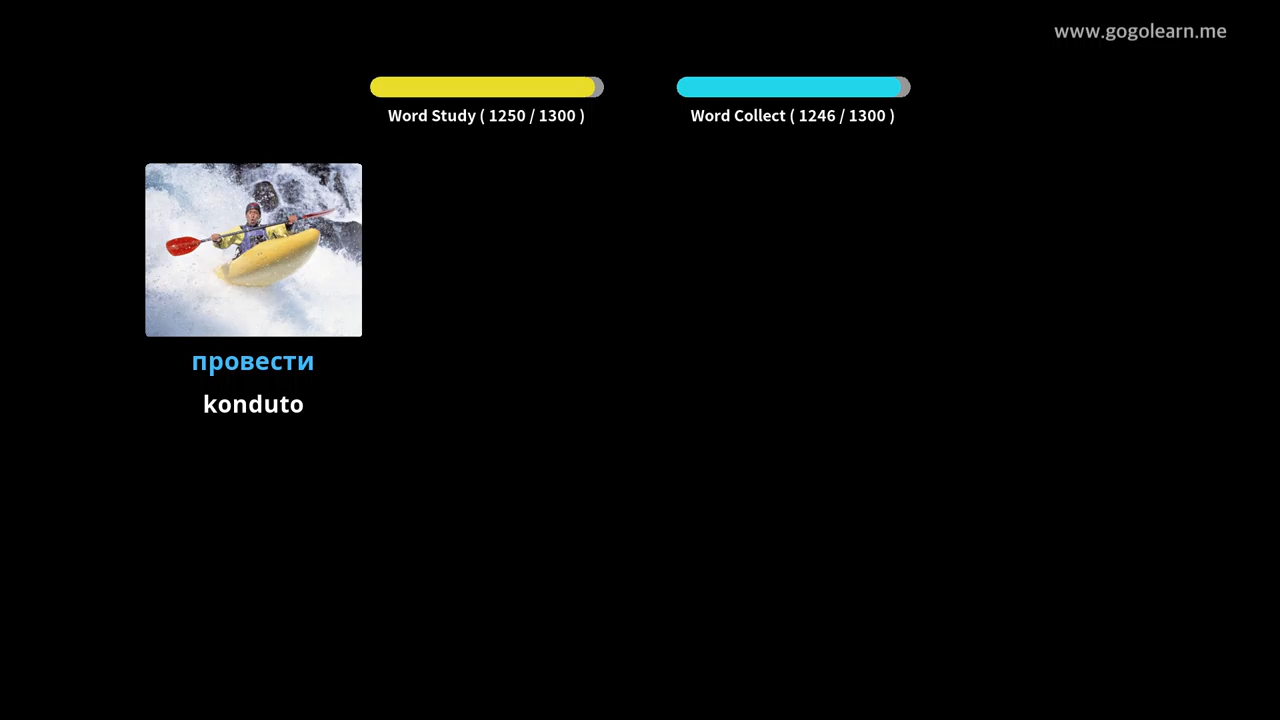 www.gogolearn.me
Word Study ( 1250 / 1300 )
Word Collect ( 1246 / 1300 )
провести
konduto